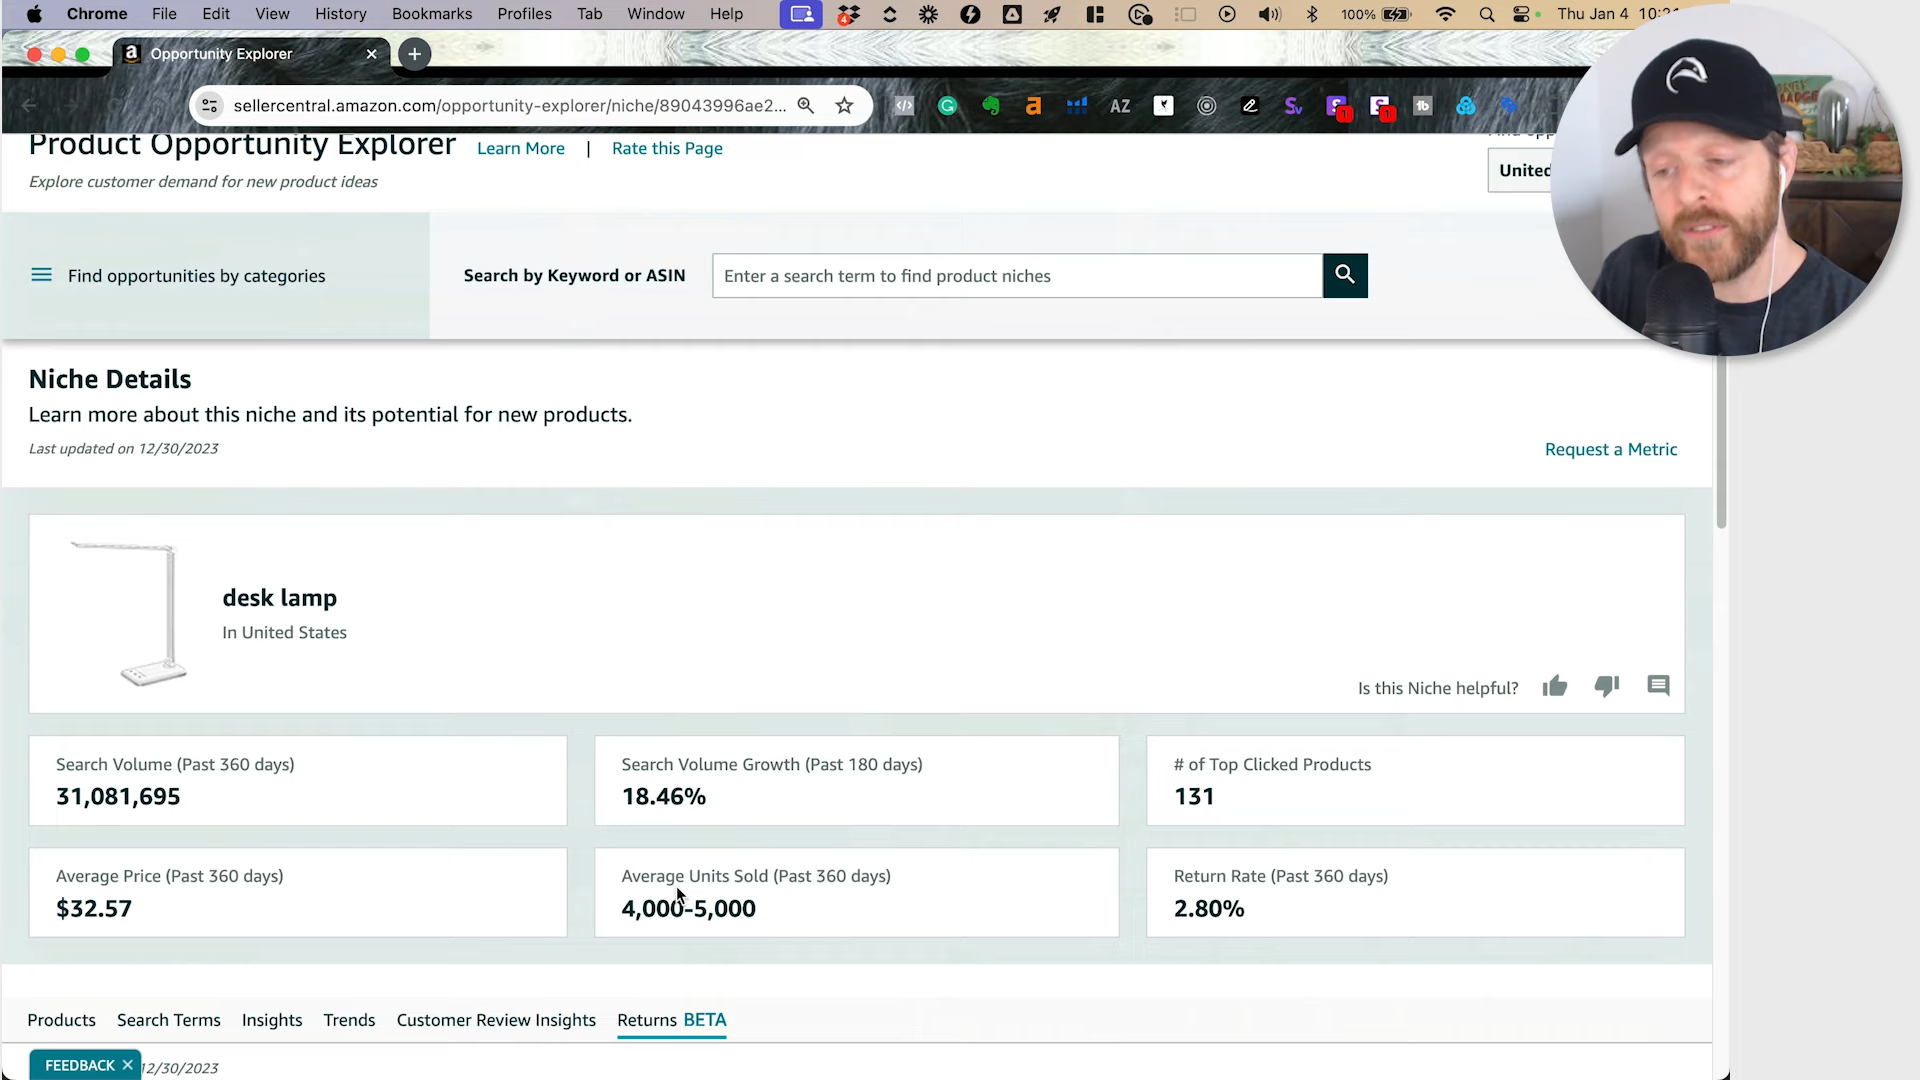 Chrome File Edit View History Bookmarks Profiles Tab Window Help 4 100% Thu Jan 4
a Opportunity Explorer
sellercentral.amazon.com/opportunity-explorer/niche/89043996ae2... AZ 1 1 tb
Product Opportunity Explorer Learn More | Rate this Page
Explore customer demand for new product ideas
United
Find opportunities by categories
Search by Keyword or ASIN
Enter a search term to find product niches
Niche Details
Learn more about this niche and its potential for new products.
Last updated on 12/30/2023
Request a Metric
desk lamp
In United States
Is this Niche helpful?
Search Volume (Past 360 days)
31,081,695
Search Volume Growth (Past 180 days)
18.46%
# of Top Clicked Products
131
Average Price (Past 360 days)
$32.57
Average Units Sold (Past 360 days)
4,000-5,000
Return Rate (Past 360 days)
2.80%
Products Search Terms Insights Trends Customer Review Insights Returns BETA
FEEDBACK 12/30/2023